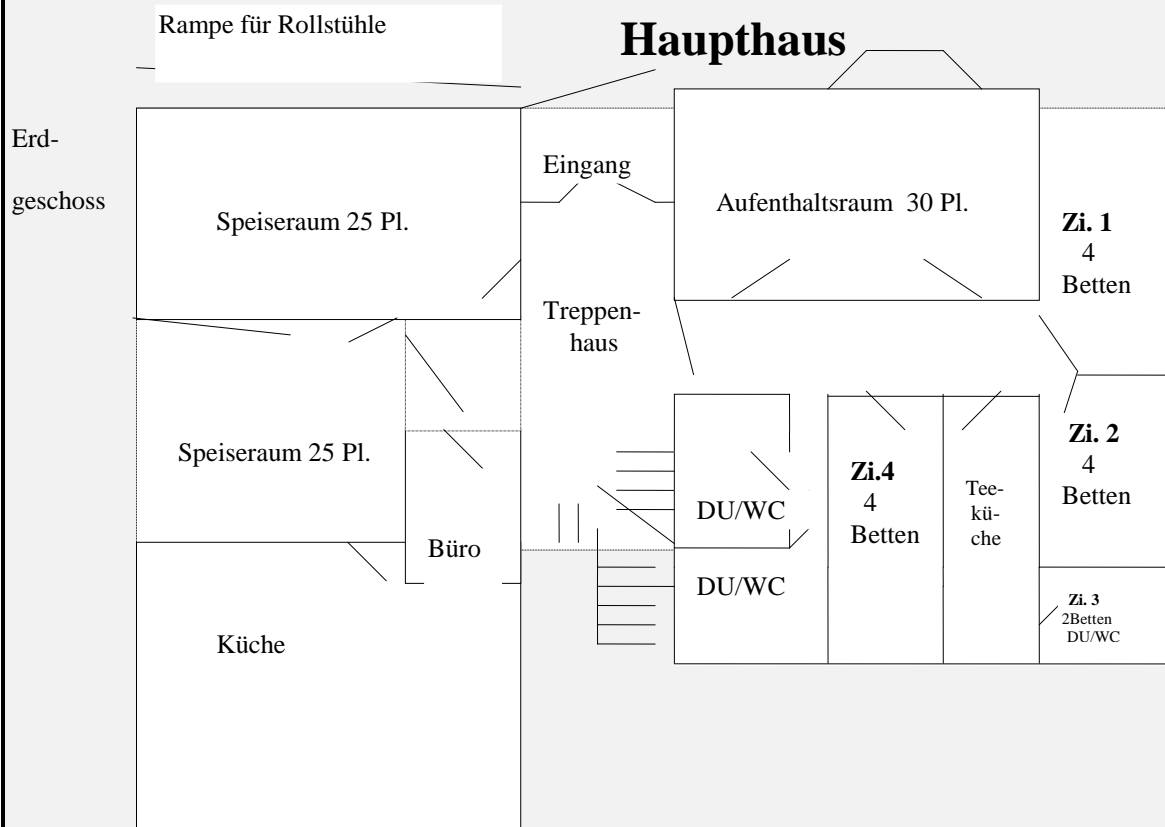 Rampe für Rollstühle
Haupthaus
Erd-
geschoss
Eingang
Speiseraum 25 Pl.
Aufenthaltsraum  30 Pl.
Zi. 1
4
Betten
Treppen-
haus
Speiseraum 25 Pl.
Büro
DU/WC
DU/WC
Zi.4
4
Betten
Tee-
kü-
che
Zi. 2
4
Betten
Zi. 3
2Betten
DU/WC
Küche